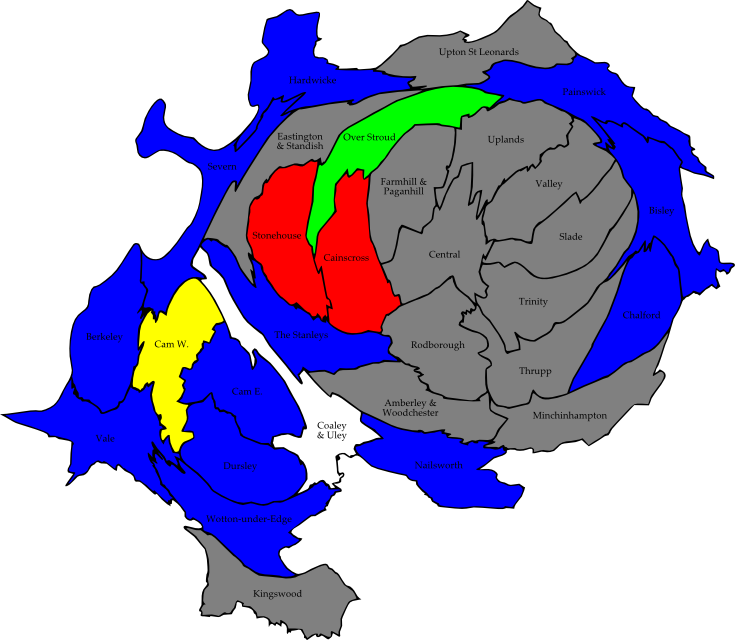 Upton St Leonards
Hardwicke
Painswick
Eastington
& Standish
Over Stroud
Uplands
Severn
Farmhill &
Paganhill
Valley
Bisley
Stonehouse
Cainscross
Central
Slade
Trinity
Chalford
Berkeley
Cam W.
The Stanleys
Rodborough
Thrupp
Cam E.
Amberley &
Woodchester
Minchinhampton
Coaley
& Uley
Vale
Dursley
Nailsworth
Wotton-under-Edge
Kingswood